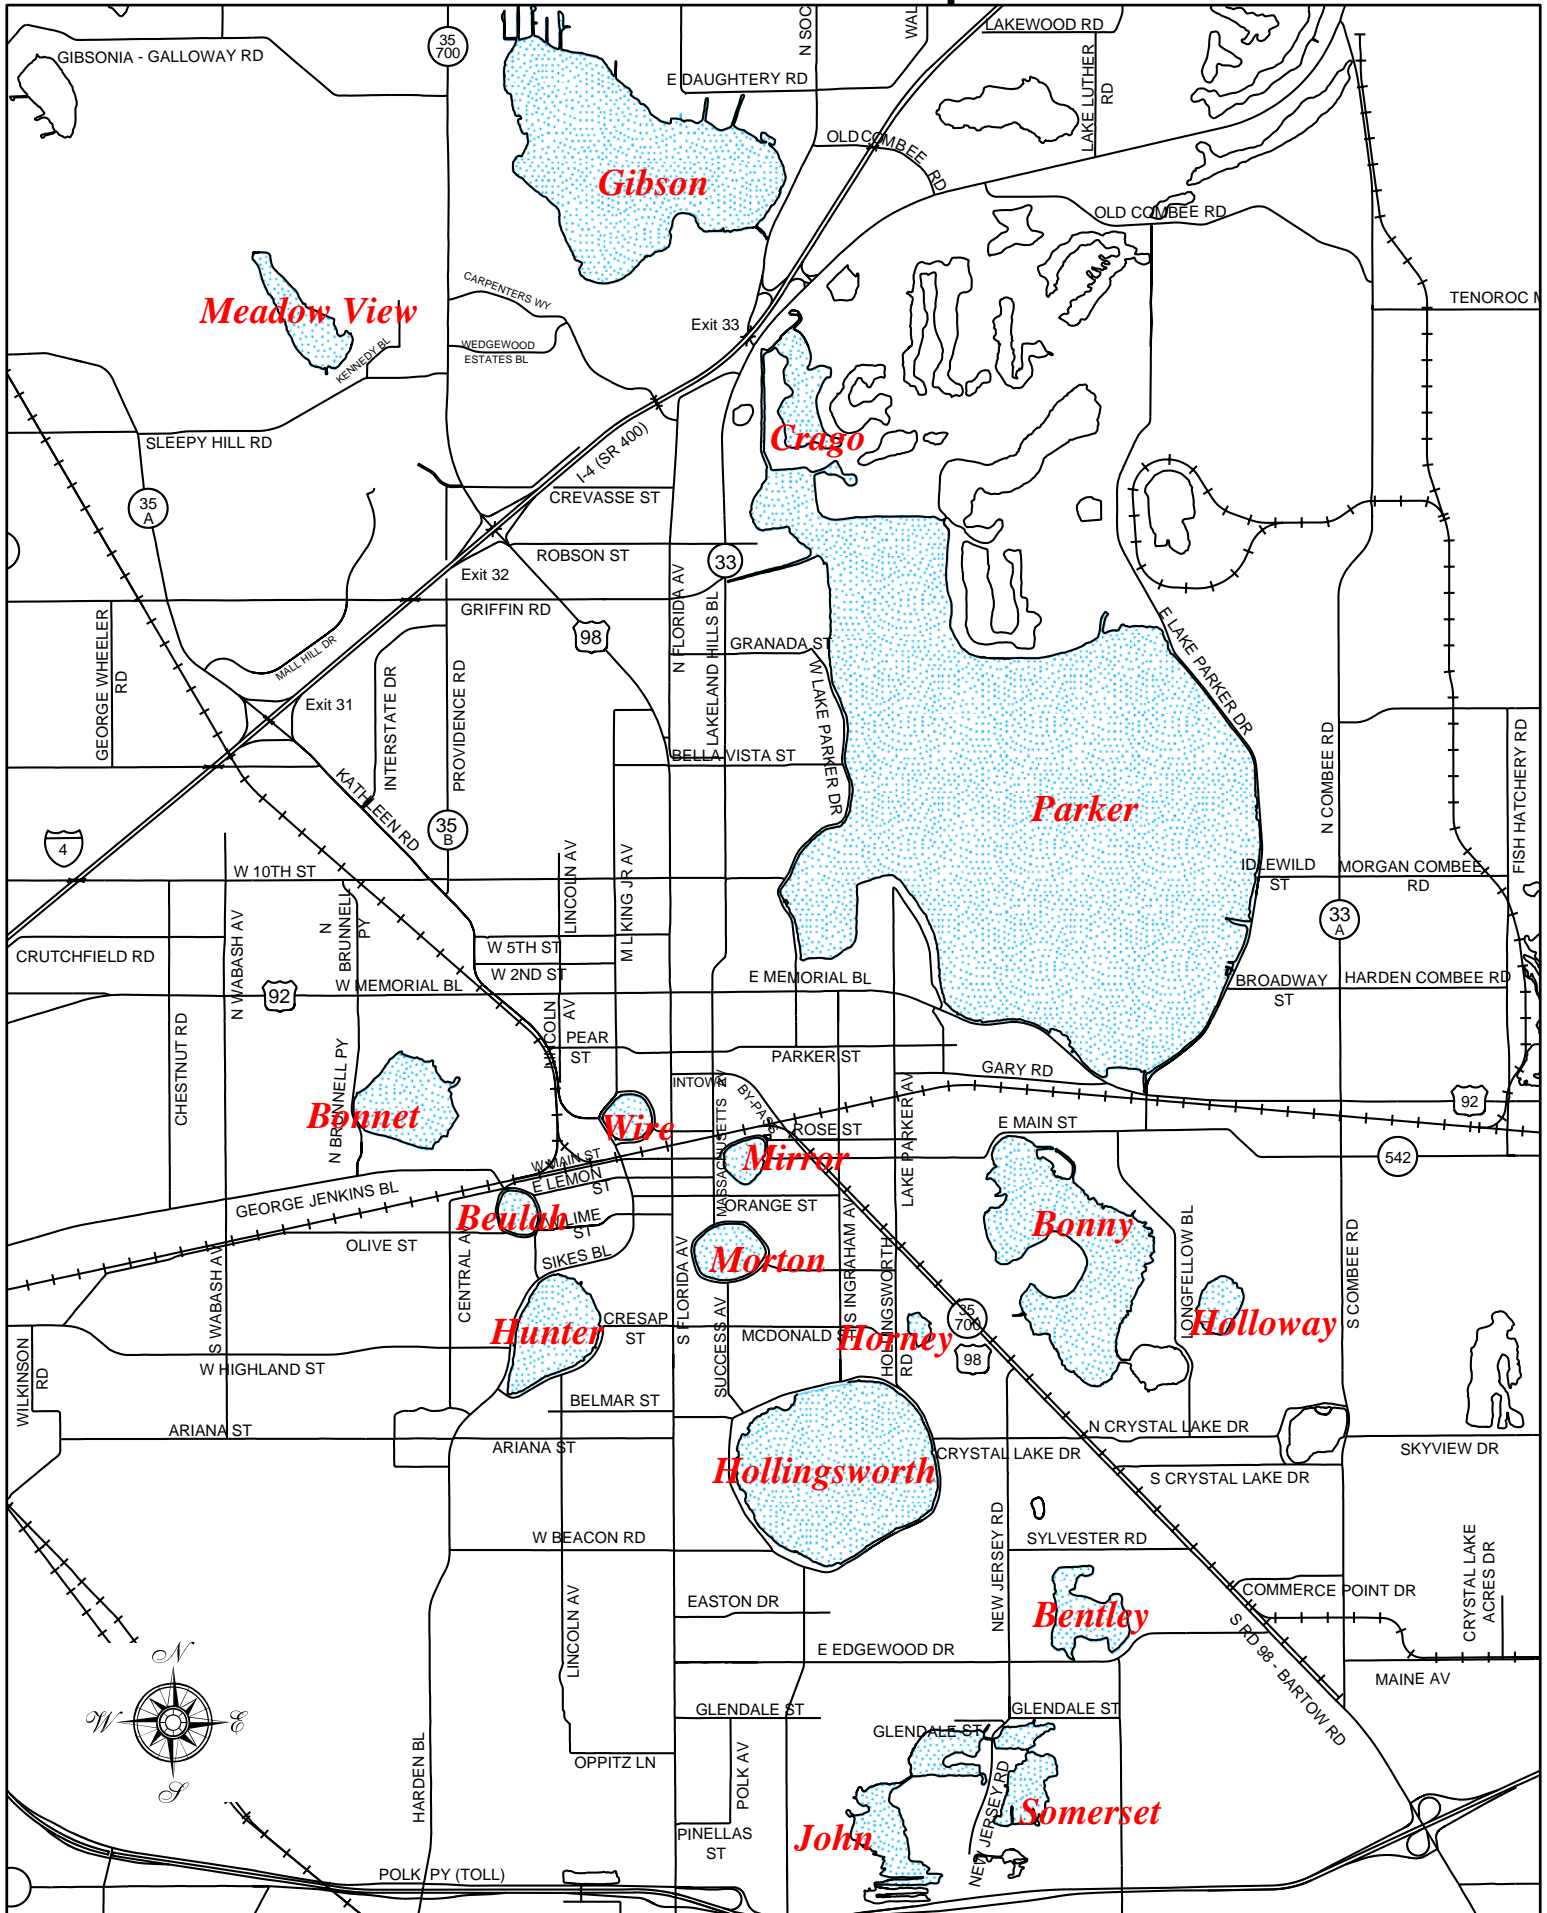 LAKEWOOD RD
35
700
N SOC
WAL
GIBSONIA - GALLOWAY RD
E DAUGHTERY RD
LAKE LUTHER
RD
OLD COMBEE
RD
Gibson
OLD COMBEE RD
CARPENTERS WY
TENOROC
Meadow View
Exit 33
WEDGEWOOD
ESTATES BL
KENNEDY BL
SLEEPY HILL RD
Crago
I-4 (SR 400)
CREVASSE ST
35
A
ROBSON ST
33
Exit 32
GRIFFIN RD
N FLORIDA AV
LAKELAND HILLS BL
98
GRANADA ST
E LAKE PARKER DR
GEORGE WHEELER
RD
MALL HILL DR
W LAKE PARKER DR
Exit 31
INTERSTATE DR
PROVIDENCE RD
BELLA VISTA ST
N COMBEE RD
FISH HATCHERY RD
KATHLEEN RD
Parker
35
B
4
W 10TH ST
LINCOLN AV
M L KING JR AV
IDLEWILD
ST
MORGAN COMBEE
RD
N
BRUNNELL
PY
N WABASH AV
33
A
CRUTCHFIELD RD
W 5TH ST
W 2ND ST
92
W MEMORIAL BL
E MEMORIAL BL
BROADWAY
ST
HARDEN COMBEE RD
CHESTNUT RD
LINCOLN
AV
PEAR
ST
PARKER ST
N BRUNNELL PY
INTOWN
BY-PASS
GARY RD
92
Bonnet
Wire
MASSACHUSETTS AV
ROSE ST
LAKE PARKER AV
E MAIN ST
W MAIN ST
Mirror
542
E LEMON
ST
GEORGE JENKINS BL
ORANGE ST
Beulah
W LIME
ST
Bonny
OLIVE ST
CENTRAL AV
SIKES BL
Morton
S WABASH AV
S FLORIDA AV
S INGRAHAM AV
HOLLINGSWORTH
RD
LONGFELLOW BL
S COMBEE RD
Hunter
CRESAP
ST
SUCCESS AV
MCDONALD ST
Horney
35
700
98
Holloway
WILKINSON
RD
W HIGHLAND ST
BELMAR ST
ARIANA ST
ARIANA ST
N CRYSTAL LAKE DR
CRYSTAL LAKE DR
SKYVIEW DR
Hollingsworth
S CRYSTAL LAKE DR
W BEACON RD
NEW JERSEY RD
SYLVESTER RD
CRYSTAL LAKE
ACRES DR
LINCOLN AV
EASTON DR
Bentley
COMMERCE POINT DR
E EDGEWOOD DR
S RD 98 - BARTOW RD
MAINE AV
N
W
E
S
GLENDALE ST
GLENDALE ST
GLENDALE ST
HARDEN BL
OPPITZ LN
POLK AV
NEW JERSEY RD
PINELLAS
ST
John
Somerset
POLK PY (TOLL)